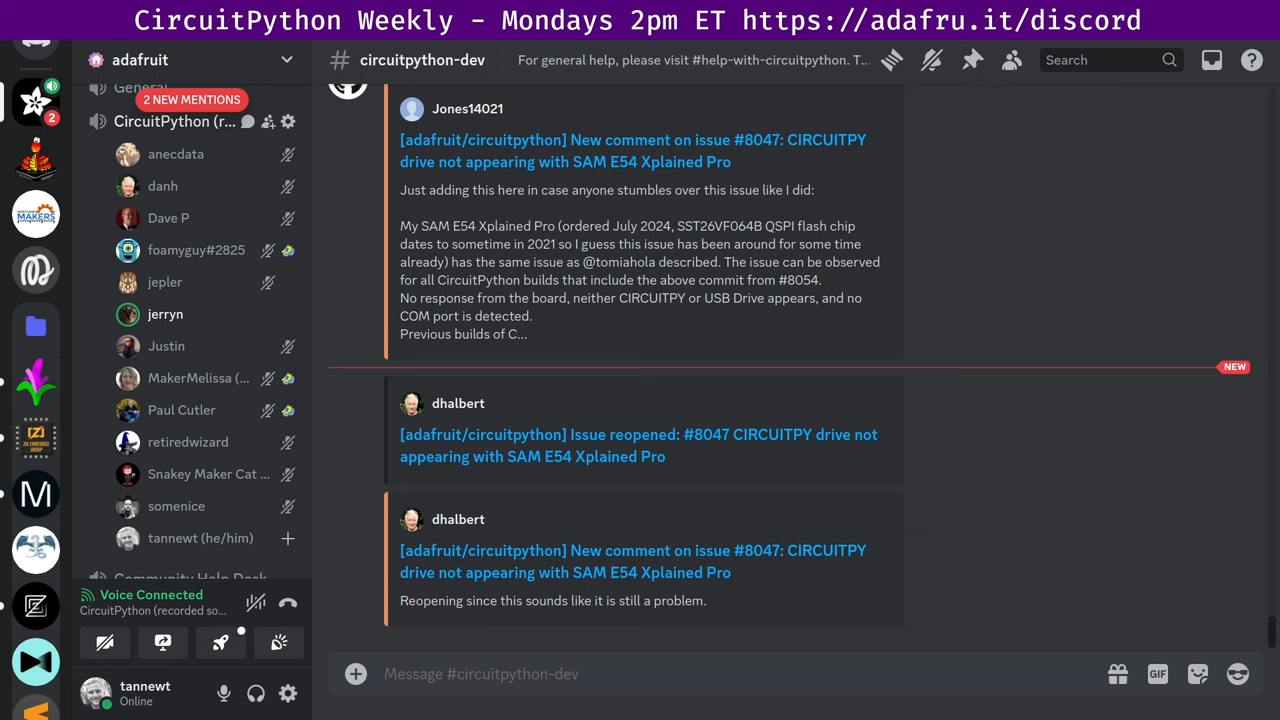 CircuitPython Weekly - Mondays 2pm ET https://adafru.it/discord
adafruit
General
2 NEW MENTIONS
CircuitPython (r...
2
anecdata
danh
Dave P
foamyguy#2825
jepler
jerryn
Justin
MakerMelissa (...
Paul Cutler
retiredwizard
Snakey Maker Cat ...
somenice
tannewt (he/him)
Community Help Desk
Voice Connected
CircuitPython (recorded so...
tannewt
Online
# circuitpython-dev
For general help, please visit #help-with-circuitpython. T...
Search
Jones14021
[adafruit/circuitpython] New comment on issue #8047: CIRCUITPY
drive not appearing with SAM E54 Xplained Pro
Just adding this here in case anyone stumbles over this issue like I did:
My SAM E54 Xplained Pro (ordered July 2024, SST26VF064B QSPI flash chip
dates to sometime in 2021 so I guess this issue has been around for some time
already) has the same issue as @tomiahola described. The issue can be observed
for all CircuitPython builds that include the above commit from #8054.
No response from the board, neither CIRCUITPY or USB Drive appears, and no
COM port is detected.
Previous builds of C...
NEW
dhalbert
[adafruit/circuitpython] Issue reopened: #8047 CIRCUITPY drive not
appearing with SAM E54 Xplained Pro
dhalbert
[adafruit/circuitpython] New comment on issue #8047: CIRCUITPY
drive not appearing with SAM E54 Xplained Pro
Reopening since this sounds like it is still a problem.
Message #circuitpython-dev
GIF